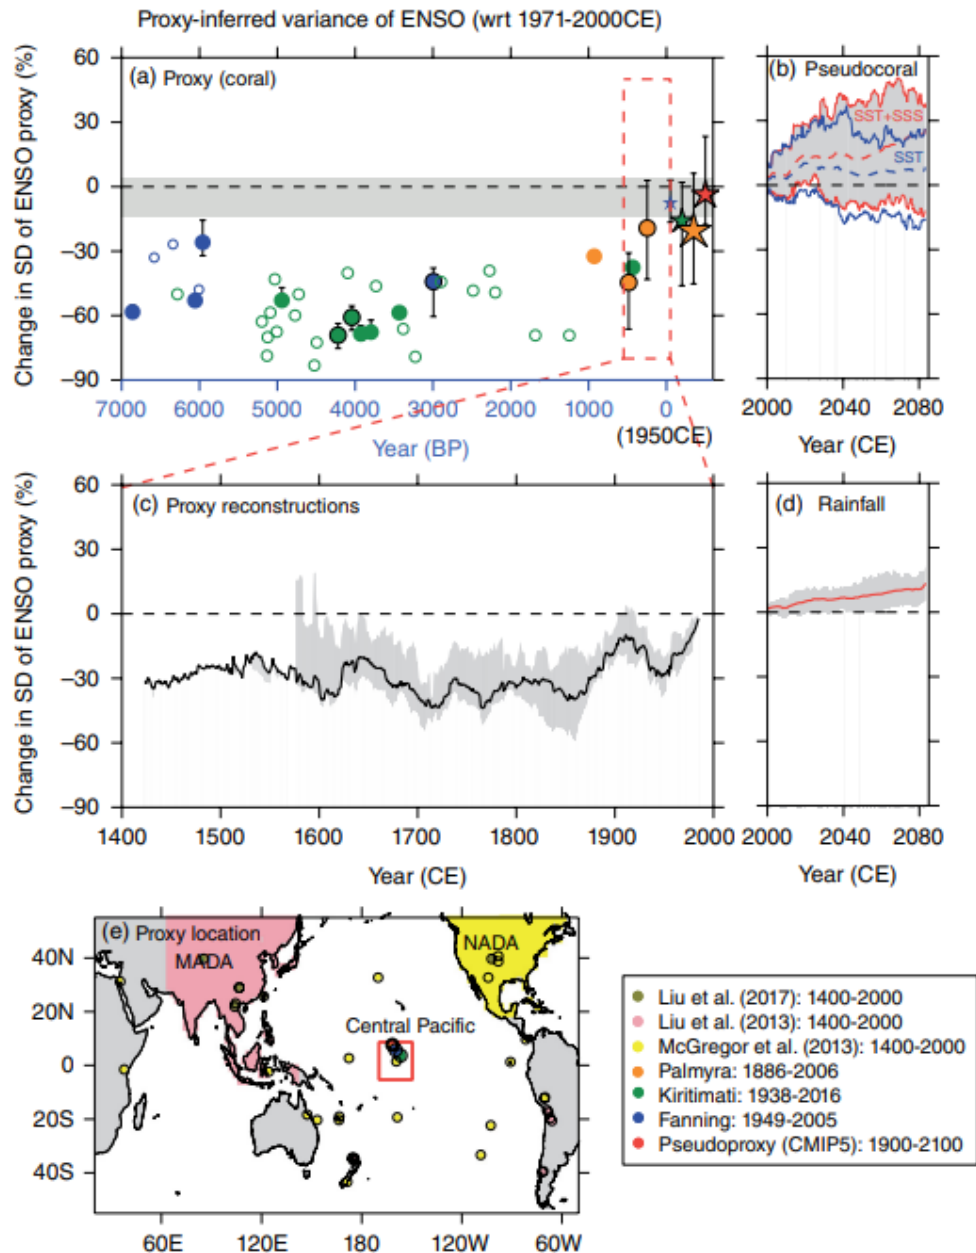 Proxy-inferred variance of ENSO (wrt 1971-2000CE)
Change in SD of ENSO proxy (%)
60
30
0
−30
−60
−90
(a) Proxy (coral)
7000 6000 5000 4000 3000 2000 1000 0
(1950CE)
Year (BP)
(b) Pseudocoral
SST+SSS
SST
2000 2040 2080
Year (CE)
Change in SD of ENSO proxy (%)
60
30
0
−30
−60
−90
(c) Proxy reconstructions
1400 1500 1600 1700 1800 1900 2000
Year (CE)
(d) Rainfall
2000 2040 2080
Year (CE)
(e) Proxy location
MADA
NADA
Central Pacific
40N
20N
0
20S
40S
60E 120E 180 120W 60W
Liu et al. (2017): 1400-2000
Liu et al. (2013): 1400-2000
McGregor et al. (2013): 1400-2000
Palmyra: 1886-2006
Kiritimati: 1938-2016
Fanning: 1949-2005
Pseudoproxy (CMIP5): 1900-2100